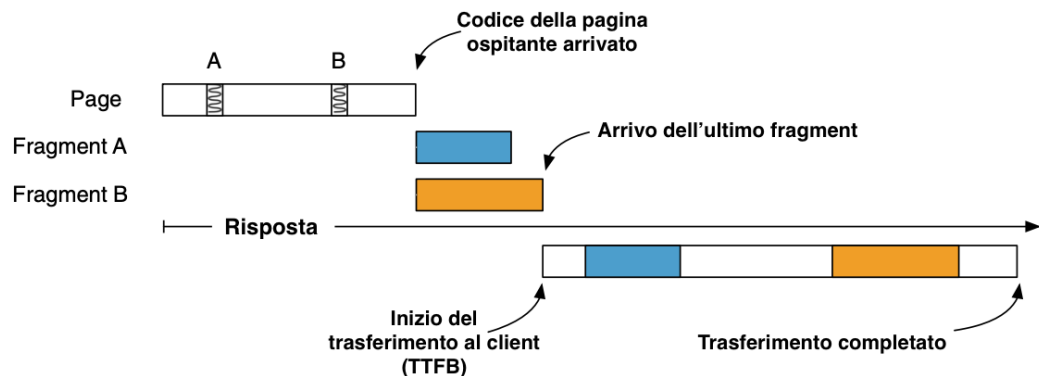 Codice della pagina
ospitante arrivato
A
B
Page
Fragment A
Arrivo dell'ultimo fragment
Fragment B
Risposta
Inizio del
trasferimento al client
(TTFB)
Trasferimento completato